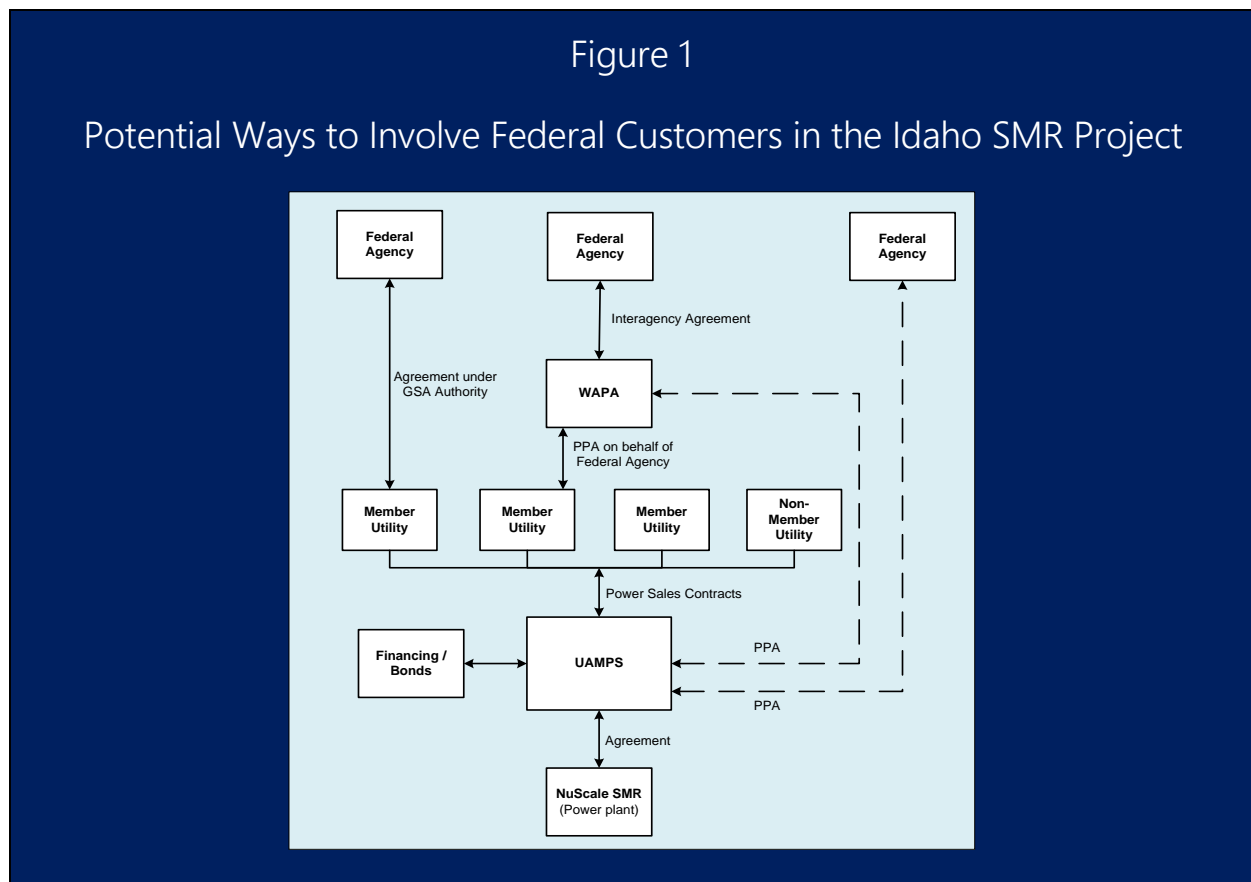 Figure 1
Potential Ways to Involve Federal Customers in the Idaho SMR Project
Federal
Agency
Federal
Agency
Federal
Agency
Interagency Agreement
Agreement under
GSA Authority
WAPA
PPA on behalf of
Federal Agency
Member
Utility
Member
Utility
Member
Utility
Non-
Member
Utility
Power Sales Contracts
Financing /
Bonds
UAMPS
PPA
PPA
Agreement
NuScale SMR
(Power plant)